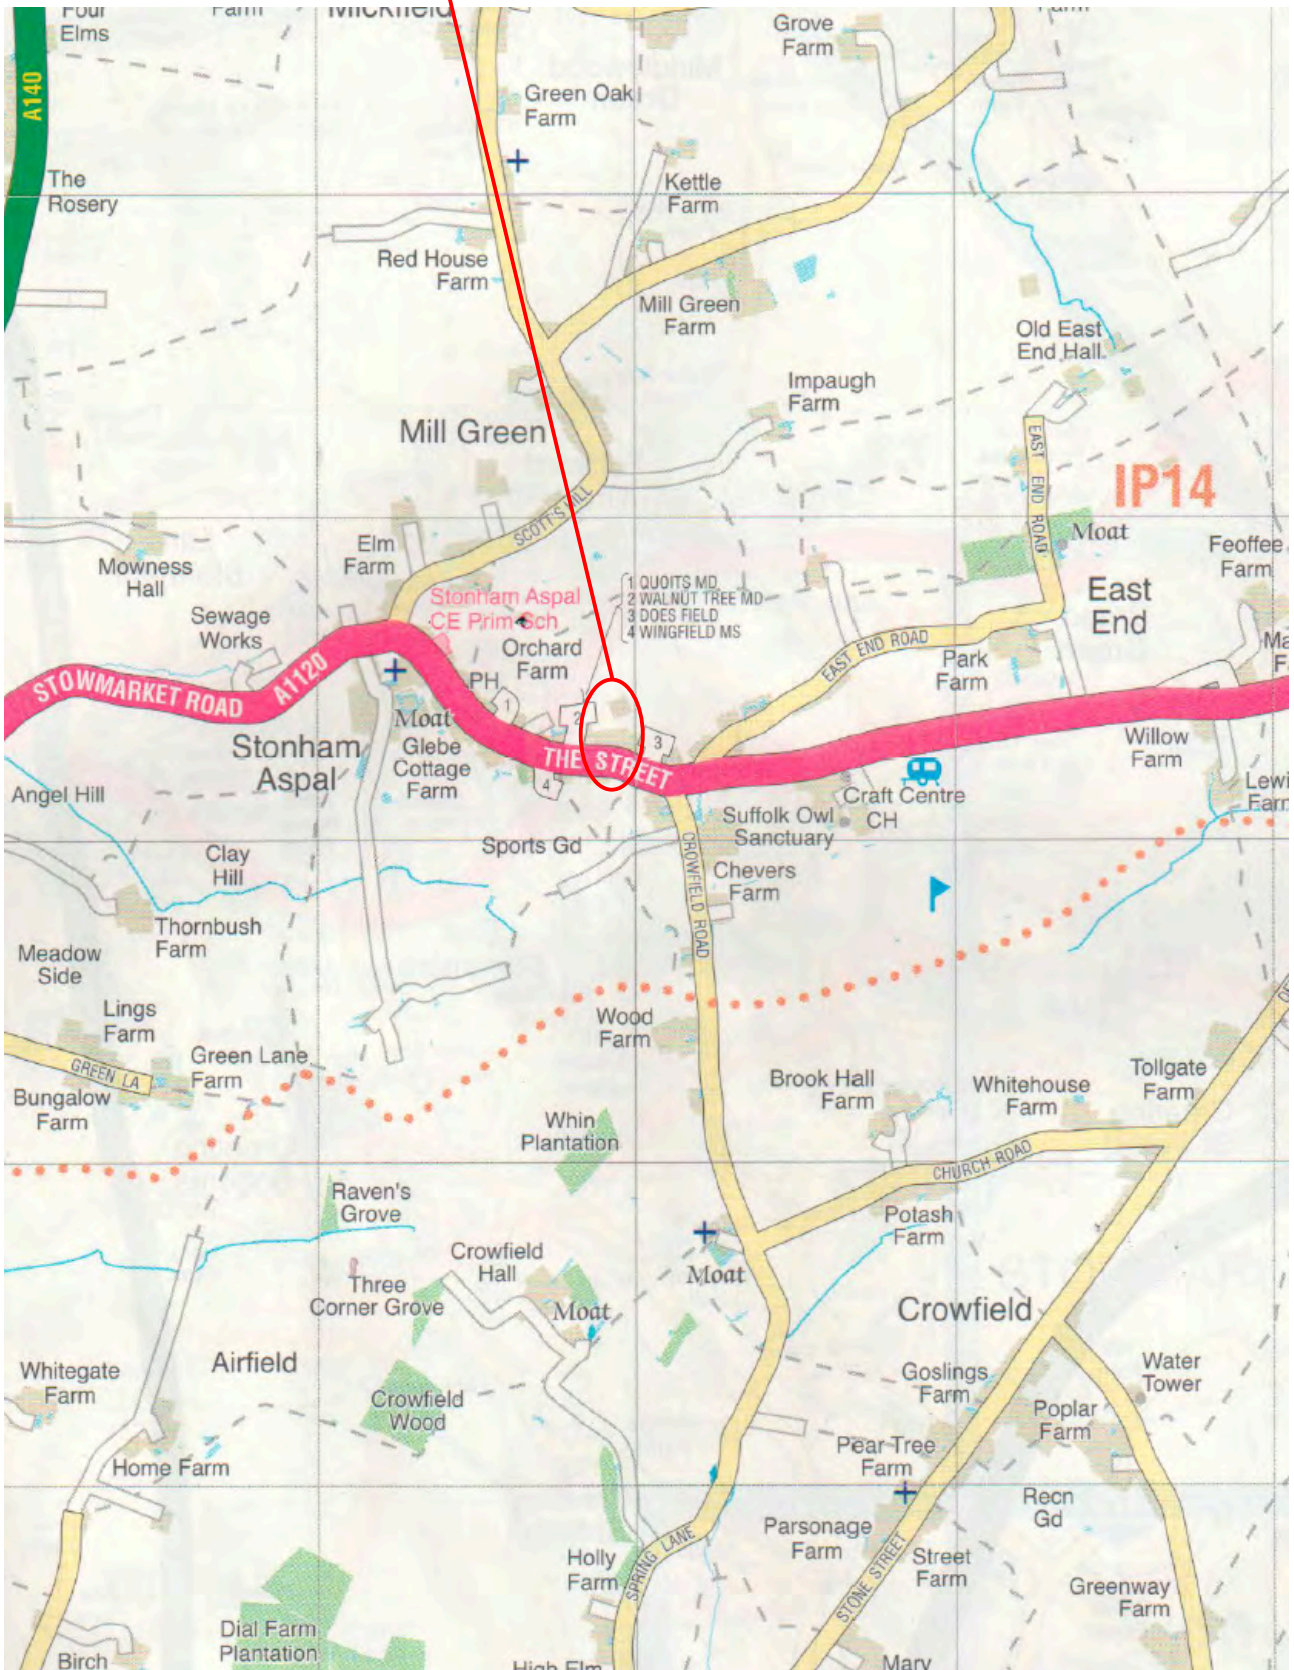 Four
Elms
Farm
Mickfield
Grove
Farm
Farm
A140
Green Oak
Farm
The
Rosery
Kettle
Farm
Red House
Farm
Mill Green
Farm
Old East
End Hall
Impaugh
Farm
Mill Green
EAST END ROAD
IP14
SCOTT'S HILL
Moat
Elm
Farm
Feoffee
Farm
Mowness
Hall
1 QUOITS MD
2 WALNUT TREE MD
3 DOES FIELD
4 WINGFIELD MS
Stonham Aspal
CE Prim Sch
East
End
Sewage
Works
Orchard
Farm
EAST END ROAD
Park
Farm
STOWMARKET ROAD
A1120
PH
1
2
3
4
Moat
THE STREET
Stonham
Aspal
Glebe
Cottage
Farm
Willow
Farm
Angel Hill
Craft Centre
CH
Suffolk Owl
Sanctuary
Farm
Sports Gd
CROWFIELD ROAD
Clay
Hill
Chevers
Farm
Thornbush
Farm
Meadow
Side
Lings
Farm
Wood
Farm
GREEN LA
Green Lane
Farm
Bungalow
Farm
Brook Hall
Farm
Whitehouse
Farm
Tollgate
Farm
Whin
Plantation
CHURCH ROAD
Raven's
Grove
Potash
Farm
Crowfield
Hall
Moat
Three
Corner Grove
Moat
Crowfield
Airfield
Whitegate
Farm
Goslings
Farm
Water
Tower
Crowfield
Wood
Poplar
Farm
Pear Tree
Farm
Home Farm
Recn
Gd
Parsonage
Farm
Street
Farm
Holly
Farm
SPRING LANE
STONE STREET
Greenway
Farm
Dial Farm
Plantation
Birch
High Elm
Mary